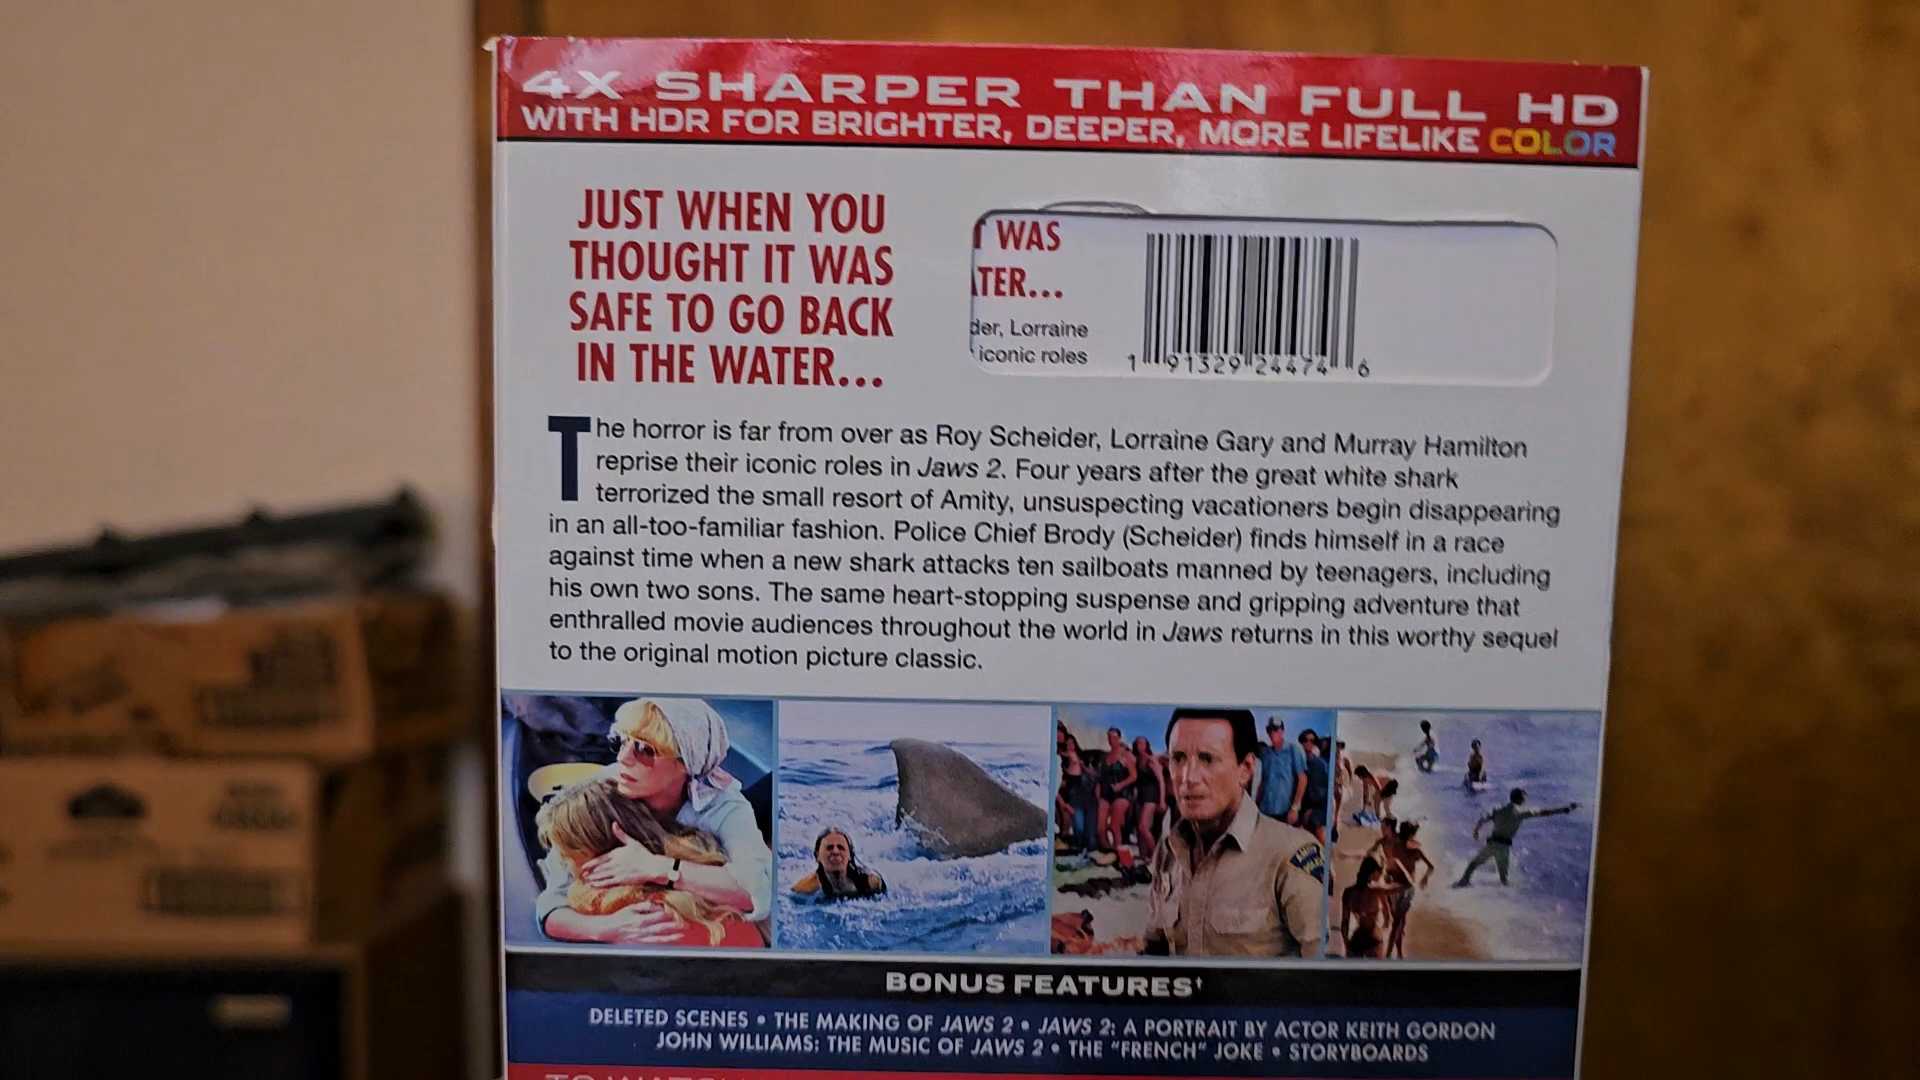 4X SHARPER THAN FULL HD
WITH HDR FOR BRIGHTER, DEEPER, MORE LIFELIKE COLOR
JUST WHEN YOU
THOUGHT IT WAS
SAFE TO GO BACK
IN THE WATER...
T WAS
TER...
der, Lorraine
iconic roles
1 91329 24474 6
The horror is far from over as Roy Scheider, Lorraine Gary and Murray Hamilton
reprise their iconic roles in Jaws 2. Four years after the great white shark
terrorized the small resort of Amity, unsuspecting vacationers begin disappearing
in an all-too-familiar fashion. Police Chief Brody (Scheider) finds himself in a race
against time when a new shark attacks ten sailboats manned by teenagers, including
his own two sons. The same heart-stopping suspense and gripping adventure that
enthralled movie audiences throughout the world in Jaws returns in this worthy sequel
to the original motion picture classic.
BONUS FEATURES†
DELETED SCENES • THE MAKING OF JAWS 2 • JAWS 2: A PORTRAIT BY ACTOR KEITH GORDON
JOHN WILLIAMS: THE MUSIC OF JAWS 2 • THE "FRENCH" JOKE • STORYBOARDS